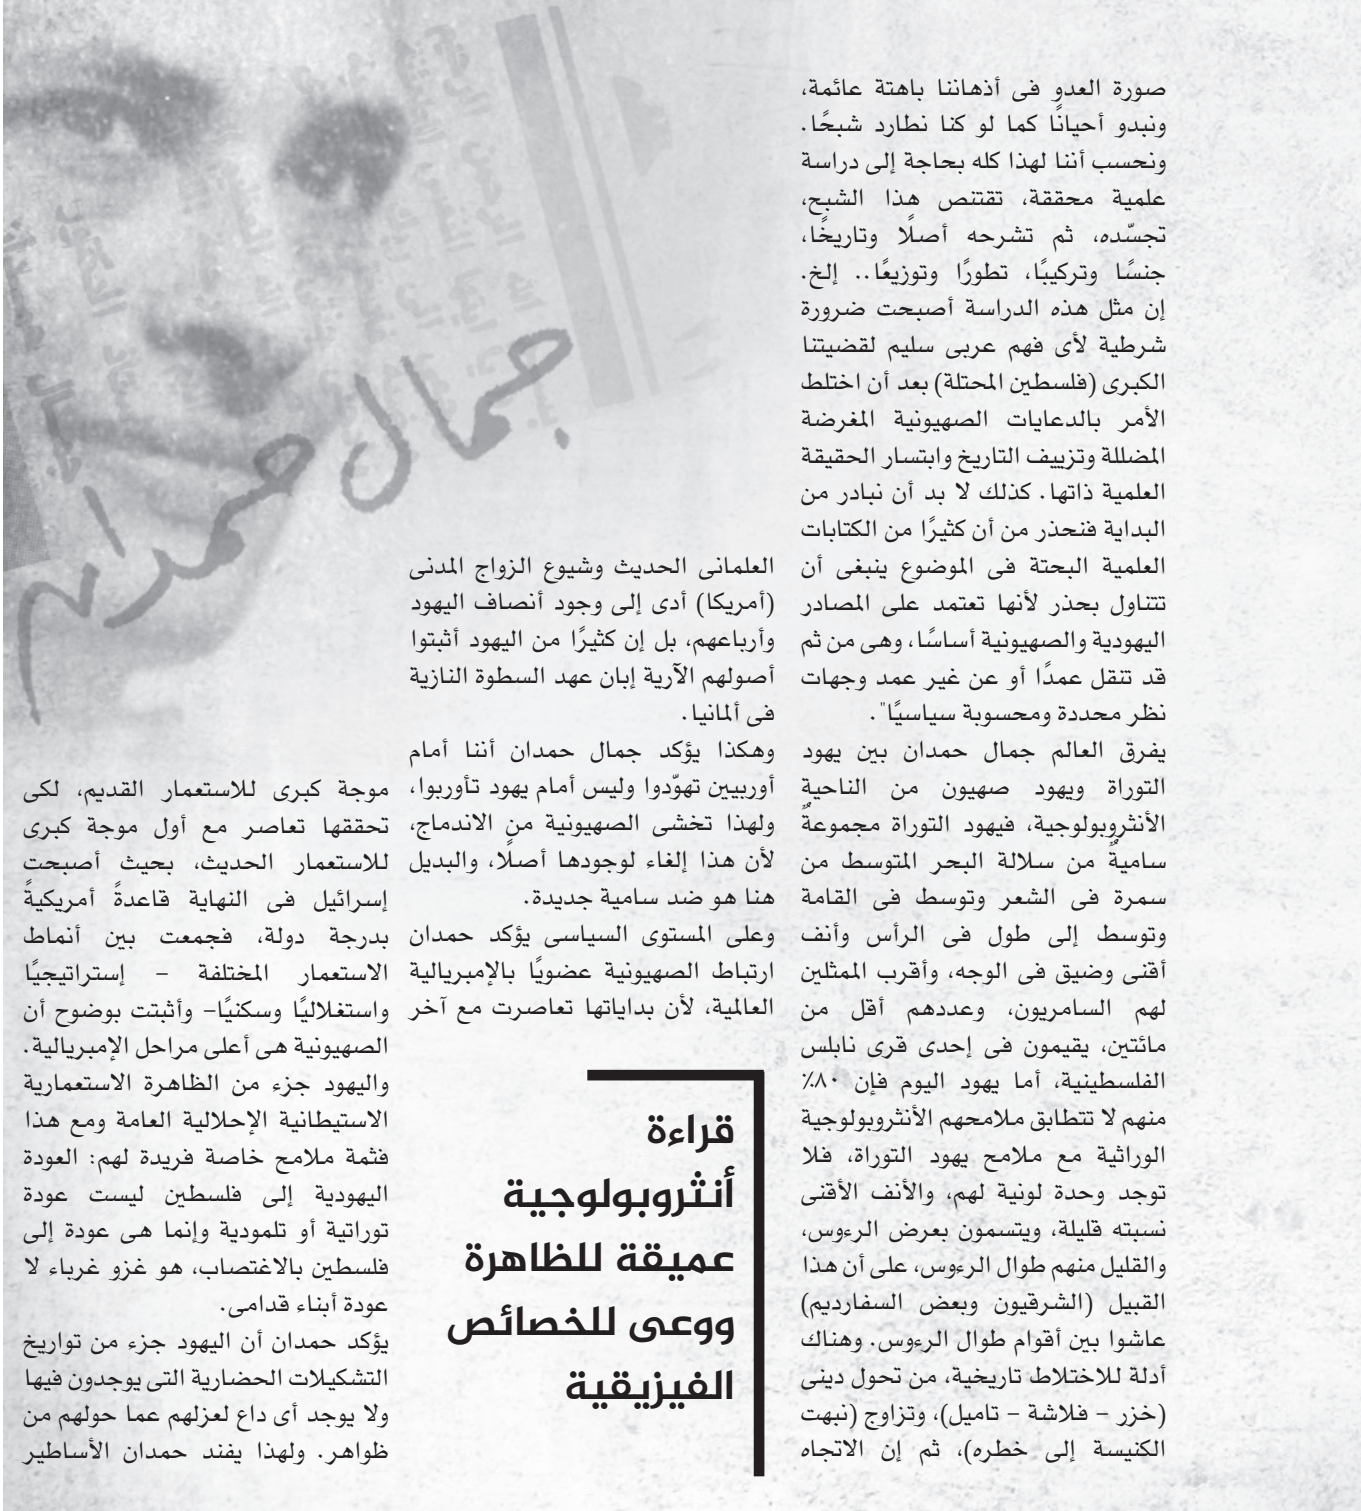 صورة العدو فى أذهاننا باهتة عائمة،
ونبدو أحيانًا كما لو كنا نطارد شبحًا.
ونحسب أننا لهذا كله بحاجة إلى دراسة
علمية محققة، تقتنص هذا الشبح،
تجسّده، ثم تشرحه أصلًا وتاريخًا،
جنسًا وتركيبًا، تطورًا وتوزيعًا.. إلخ.
إن مثل هذه الدراسة أصبحت ضرورة
شرطية لأى فهم عربى سليم لقضيتنا
الكبرى (فلسطين المحتلة) بعد أن اختلط
الأمر بالدعايات الصهيونية المغرضة
المضللة وتزييف التاريخ وابتسار الحقيقة
العلمية ذاتها. كذلك لا بد أن نبادر من
البداية فنحذر من أن كثيرًا من الكتابات
العلمية البحتة فى الموضوع ينبغى أن
تتناول بحذر لأنها تعتمد على المصادر
اليهودية والصهيونية أساسًا، وهى من ثم
قد تنقل عمدًا أو عن غير عمد وجهات
نظر محددة ومحسوبة سياسيًا".
يفرق العالم جمال حمدان بين يهود
التوراة ويهود صهيون من الناحية
الأنثروبولوجية، فيهود التوراة مجموعةٌ
ساميةٌ من سلالة البحر المتوسط من
سمرة فى الشعر وتوسط فى القامة
وتوسط إلى طول فى الرأس وأنف
أقنى وضيق فى الوجه، وأقرب الممثلين
لهم السامريون، وعددهم أقل من
مائتين، يقيمون فى إحدى قرى نابلس
الفلسطينية، أما يهود اليوم فإن ٨٠٪
منهم لا تتطابق ملامحهم الأنثروبولوجية
الوراثية مع ملامح يهود التوراة، فلا
توجد وحدة لونية لهم، والأنف الأقنى
نسبته قليلة، ويتسمون بعرض الرءوس،
والقليل منهم طوال الرءوس، على أن هذا
القبيل (الشرقيون وبعض السفارديم)
عاشوا بين أقوام طوال الرءوس. وهناك
أدلة للاختلاط تاريخية، من تحول دينى
(خزر – فلاشة – تاميل)، وتزاوج (نبهت
الكنيسة إلى خطره)، ثم إن الاتجاه
العلمانى الحديث وشيوع الزواج المدنى
(أمريكا) أدى إلى وجود أنصاف اليهود
وأرباعهم، بل إن كثيرًا من اليهود أثبتوا
أصولهم الآرية إبان عهد السطوة النازية
فى ألمانيا.
وهكذا يؤكد جمال حمدان أننا أمام
أوربيين تهوّدوا وليس أمام يهود تأوربوا،
ولهذا تخشى الصهيونية من الاندماج،
لأن هذا إلغاء لوجودها أصلًا، والبديل
هنا هو ضد سامية جديدة.
وعلى المستوى السياسى يؤكد حمدان
ارتباط الصهيونية عضويًا بالإمبريالية
العالمية، لأن بداياتها تعاصرت مع آخر
قراءة
أنثروبولوجية
عميقة للظاهرة
ووعى للخصائص
الفيزيقية
جمال حمدان
موجة كبرى للاستعمار القديم، لكى
تحققها تعاصر مع أول موجة كبرى
للاستعمار الحديث، بحيث أصبحت
إسرائيل فى النهاية قاعدةً أمريكيةً
بدرجة دولة، فجمعت بين أنماط
الاستعمار المختلفة – إستراتيجيًا
واستغلاليًا وسكنيًا– وأثبتت بوضوح أن
الصهيونية هى أعلى مراحل الإمبريالية.
واليهود جزء من الظاهرة الاستعمارية
الاستيطانية الإحلالية العامة ومع هذا
فثمة ملامح خاصة فريدة لهم: العودة
اليهودية إلى فلسطين ليست عودة
توراتية أو تلمودية وإنما هى عودة إلى
فلسطين بالاغتصاب، هو غزو غرباء لا
عودة أبناء قدامى.
يؤكد حمدان أن اليهود جزء من تواريخ
التشكيلات الحضارية التى يوجدون فيها
ولا يوجد أى داع لعزلهم عما حولهم من
ظواهر. ولهذا يفند حمدان الأساطير